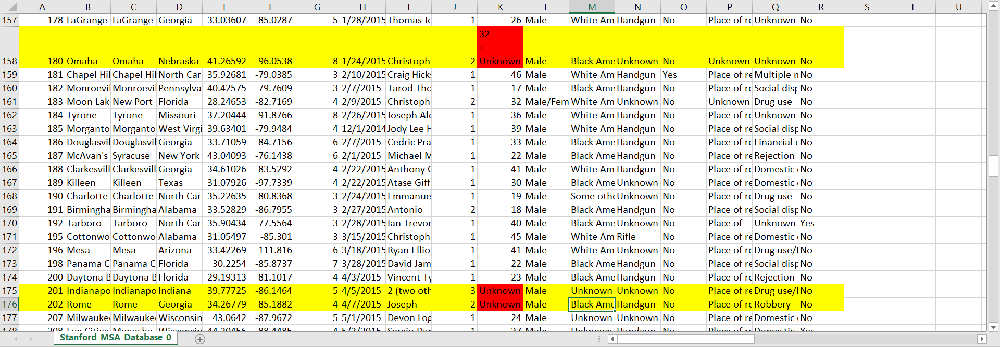 A B C D E F G H I J K L M N O P Q R S T U
157 178 LaGrange LaGrange Georgia 33.03607 -85.0287 5 1/28/2015 Thomas Je 1 26 Male White Am Handgun No Place of re Unknown No
32
+
158 180 Omaha Omaha Nebraska 41.26592 -96.0538 8 1/24/2015 Christoph 2 Unknown Male Black Ame Unknown No Unknown Unknown No
159 181 Chapel Hil Chapel Hil North Car 35.92681 -79.0385 3 2/10/2015 Craig Hicks 1 46 Male White Am Handgun Yes Place of re Multiple m No
160 182 Monroevil Monroevil Pennsylva 40.42575 -79.7609 3 2/7/2015 Tarod Tho 1 17 Male Black Ame Handgun No Place of re Social disp No
161 183 Moon Lak New Port Florida 28.24653 -82.7169 4 2/9/2015 Christoph 2 32 Male/Fem White Am Unknown No Unknown Drug use No
162 184 Tyrone Tyrone Missouri 37.20444 -91.8766 8 2/26/2015 Joseph Ald 1 36 Male White Am Handgun No Place of re Unknown No
163 185 Morganto Morganto West Virgi 39.63401 -79.9484 4 12/1/2014 Jody Lee H 1 39 Male White Am Handgun No Place of re Social disp No
164 186 Douglasvil Douglasvil Georgia 33.71059 -84.7156 6 2/7/2015 Cedric Pra 1 33 Male Black Ame Handgun No Place of re Financial d No
165 187 McAvan's Syracuse New York 43.04093 -76.1438 6 2/1/2015 Michael M 1 22 Male Black Ame Handgun No Place of re Rejection No
166 188 Clarkesvill Clarkesvill Georgia 34.61026 -83.5292 4 2/22/2015 Anthony G 1 41 Male White Am Handgun No Place of re Domestic No
167 189 Killeen Killeen Texas 31.07926 -97.7339 4 2/22/2015 Atase Giff 1 30 Male Black Ame Unknown No Place of re Domestic No
168 190 Charlotte Charlotte North Car 35.22635 -80.8368 3 2/24/2015 Emmanue 1 19 Male Some othe Unknown No Place of re Drug use No
169 191 Birmingha Birmingha Alabama 33.52829 -86.7955 3 2/27/2015 Antonio 2 18 Male Black Ame Handgun No Place of re Social disp No
170 192 Tarboro Tarboro North Car 35.90434 -77.5564 3 2/28/2015 Ian Trevor 1 40 Male Black Ame Unknown No Place of Unknown Yes
171 195 Cottonwo Cottonwo Alabama 31.05497 -85.301 3 3/15/2015 Christoph 1 45 Male White Am Rifle No Place of re Domestic No
172 196 Mesa Mesa Arizona 33.42269 -111.816 6 3/18/2015 Ryan Ellio 1 41 Male White Am Unknown No Place of re Drug use/ No
173 198 Panama C Panama C Florida 30.2254 -85.8737 7 3/28/2015 David Jam 1 22 Male Black Ame Handgun No Place of re Social disp No
174 200 Daytona B Daytona B Florida 29.19313 -81.1017 4 4/3/2015 Vincent Ty 1 23 Male Black Ame Handgun No Place of re Rejection No
175 201 Indianapo Indianapo Indiana 39.77725 -86.1464 5 4/5/2015 2 (two oth 3 Unknown Male Unknown Unknown No Place of re Drug use/ No
176 202 Rome Rome Georgia 34.26779 -85.1882 4 4/7/2015 Joseph 2 Unknown Male Black Ame Handgun No Place of re Robbery No
177 207 Milwauke Milwauke Wisconsin 43.0642 -87.9672 5 5/1/2015 Devon Log 1 24 Male Unknown Unknown No Place of re Domestic No
178 208 Fox Cities Menasha Wisconsin 44.20456 -88.4485 4 5/3/2015 Sergio Dar 1 27 Male Unknown Handgun No Place of re Domestic Yes
Stanford_MSA_Database_0